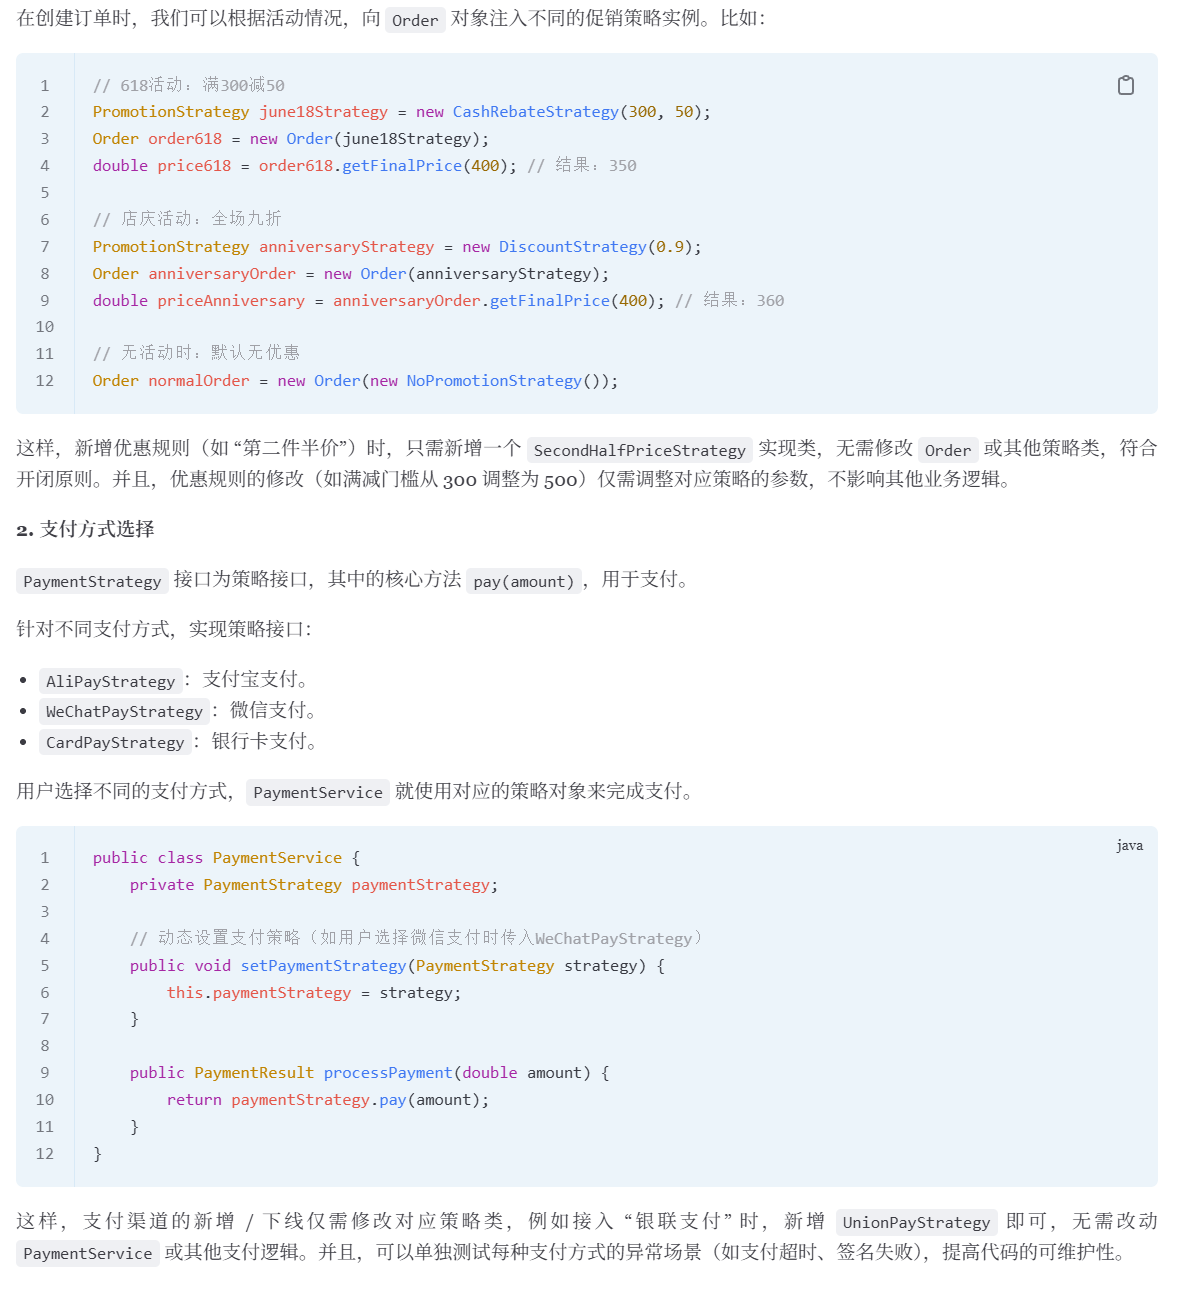 在创建订单时，我们可以根据活动情况，向 Order 对象注入不同的促销策略实例。比如：
1 // 618活动：满300减50
2 PromotionStrategy june18Strategy = new CashRebateStrategy(300, 50);
3 Order order618 = new Order(june18Strategy);
4 double price618 = order618.getFinalPrice(400); // 结果：350
5
6 // 店庆活动：全场九折
7 PromotionStrategy anniversaryStrategy = new DiscountStrategy(0.9);
8 Order anniversaryOrder = new Order(anniversaryStrategy);
9 double priceAnniversary = anniversaryOrder.getFinalPrice(400); // 结果：360
10
11 // 无活动时：默认无优惠
12 Order normalOrder = new Order(new NoPromotionStrategy());
这样，新增优惠规则（如 “第二件半价”）时，只需新增一个 SecondHalfPriceStrategy 实现类，无需修改 Order 或其他策略类，符合
开闭原则。并且，优惠规则的修改（如满减门槛从 300 调整为 500）仅需调整对应策略的参数，不影响其他业务逻辑。
2. 支付方式选择
PaymentStrategy 接口为策略接口，其中的核心方法 pay(amount)，用于支付。
针对不同支付方式，实现策略接口：
• AliPayStrategy：支付宝支付。
• WeChatPayStrategy：微信支付。
• CardPayStrategy：银行卡支付。
用户选择不同的支付方式，PaymentService 就使用对应的策略对象来完成支付。
java
1 public class PaymentService {
2     private PaymentStrategy paymentStrategy;
3
4     // 动态设置支付策略（如用户选择微信支付时传入WeChatPayStrategy）
5     public void setPaymentStrategy(PaymentStrategy strategy) {
6         this.paymentStrategy = strategy;
7     }
8
9     public PaymentResult processPayment(double amount) {
10         return paymentStrategy.pay(amount);
11     }
12 }
这样，支付渠道的新增 / 下线仅需修改对应策略类，例如接入 “银联支付” 时，新增 UnionPayStrategy 即可，无需改动
PaymentService 或其他支付逻辑。并且，可以单独测试每种支付方式的异常场景（如支付超时、签名失败），提高代码的可维护性。